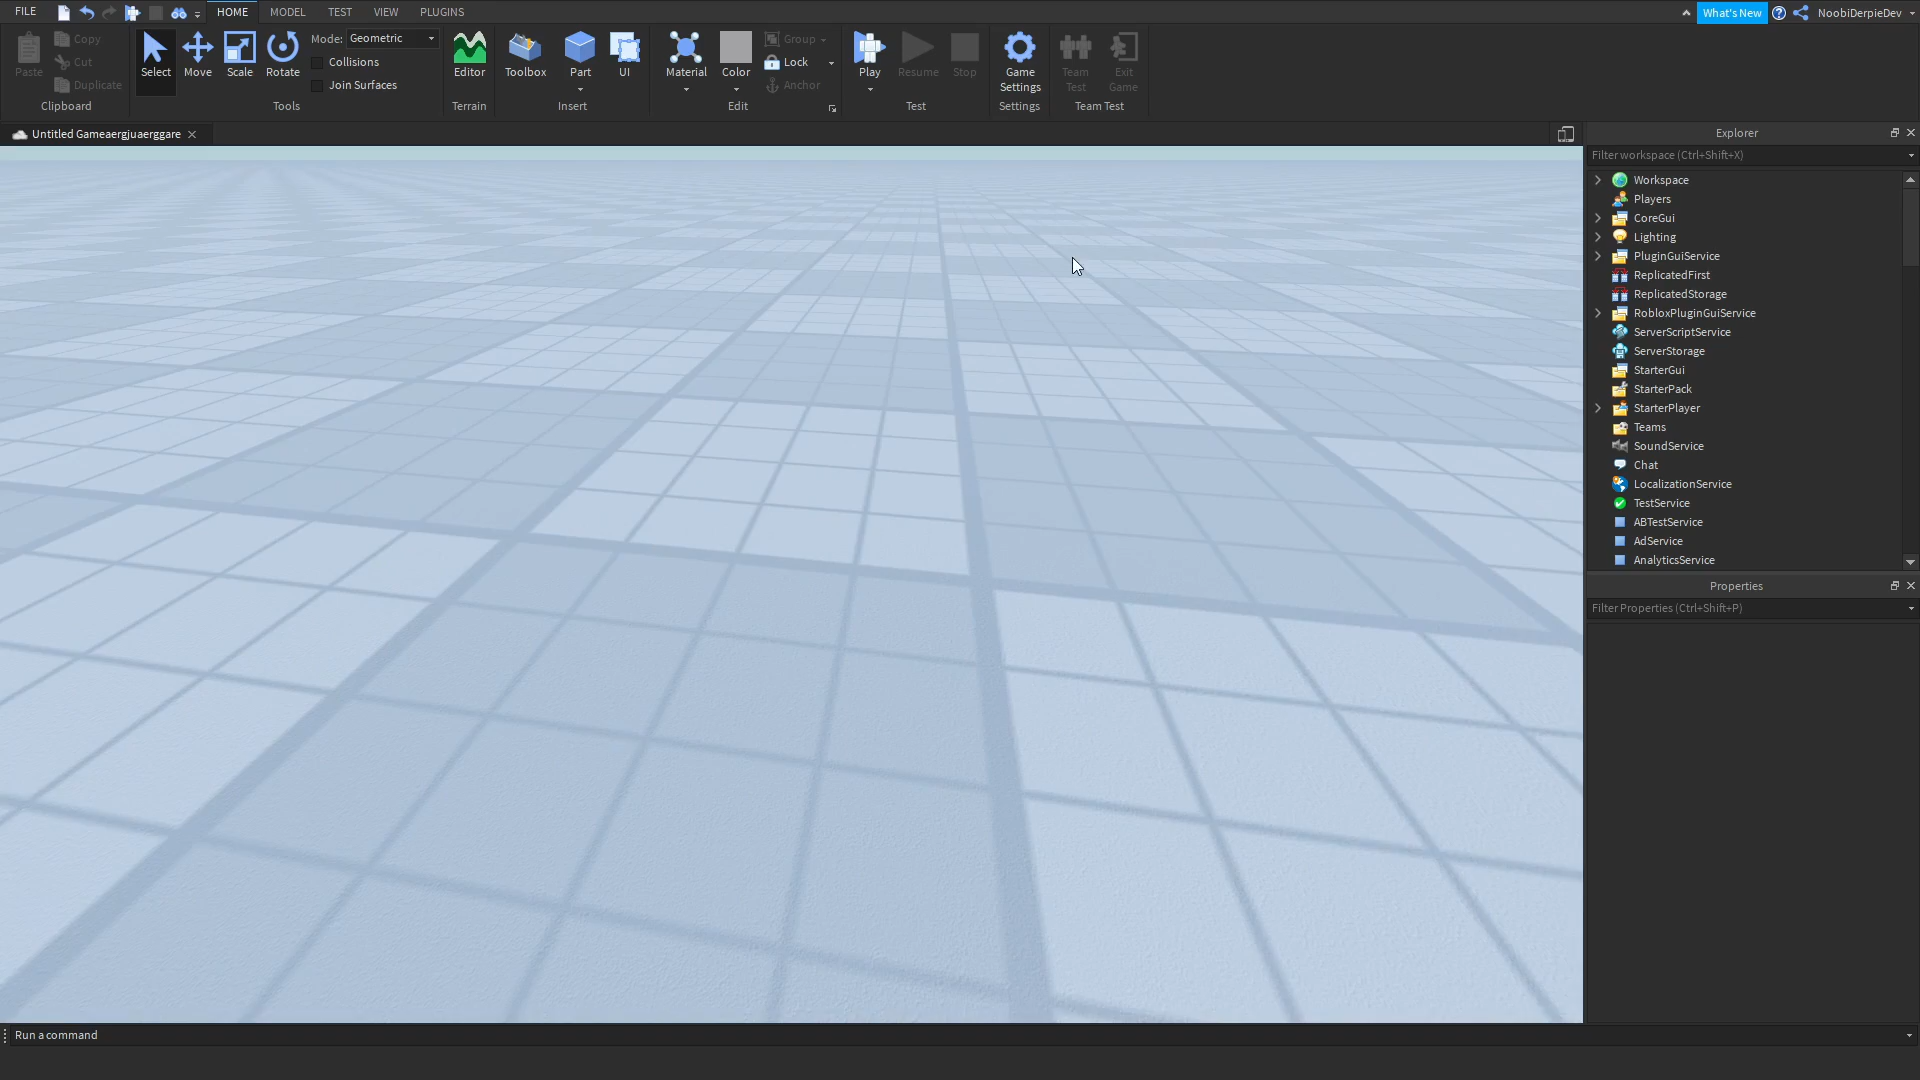 FILE HOME MODEL TEST VIEW PLUGINS What's New NoobiDerpieDev
Paste Copy Cut Duplicate Clipboard
Select Move Scale Rotate Mode: Geometric Collisions Join Surfaces Tools
Editor Terrain
Toolbox Part UI Insert
Material Color Group Lock Anchor Edit
Play Resume Stop Test
Game Settings Settings
Team Test Exit Game Team Test
Untitled Gameaergjuaerggare
Explorer
Filter workspace (Ctrl+Shift+X)
Workspace
Players
CoreGui
Lighting
PluginGuiService
ReplicatedFirst
ReplicatedStorage
RobloxPluginGuiService
ServerScriptService
ServerStorage
StarterGui
StarterPack
StarterPlayer
Teams
SoundService
Chat
LocalizationService
TestService
ABTestService
AdService
AnalyticsService
Properties
Filter Properties (Ctrl+Shift+P)
Run a command